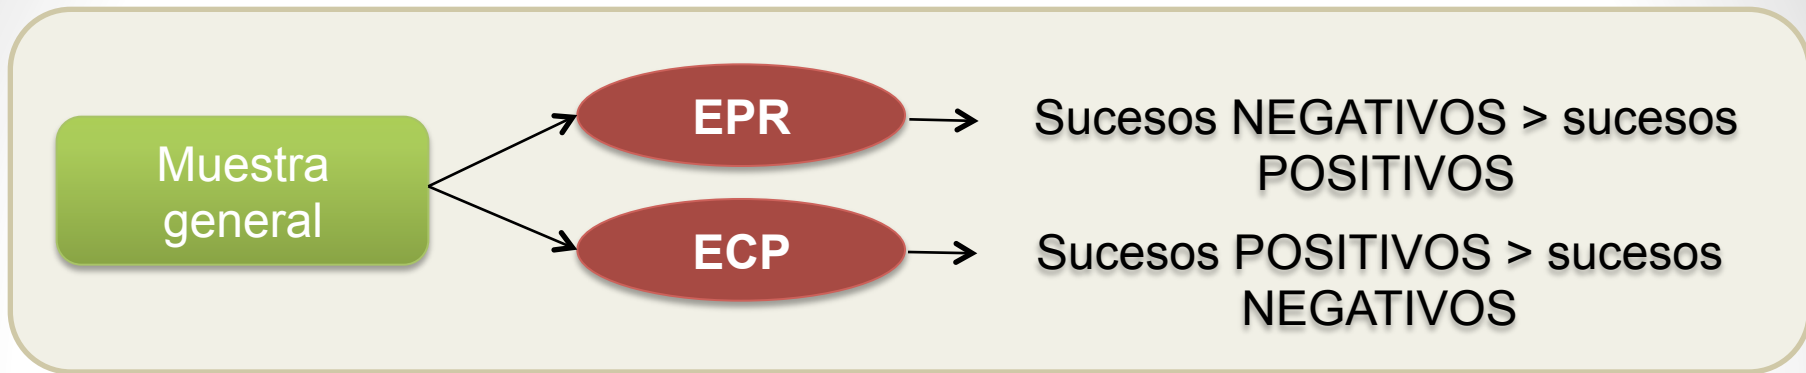 Muestra
general
EPR
Sucesos NEGATIVOS > sucesos
POSITIVOS
ECP
Sucesos POSITIVOS > sucesos
NEGATIVOS